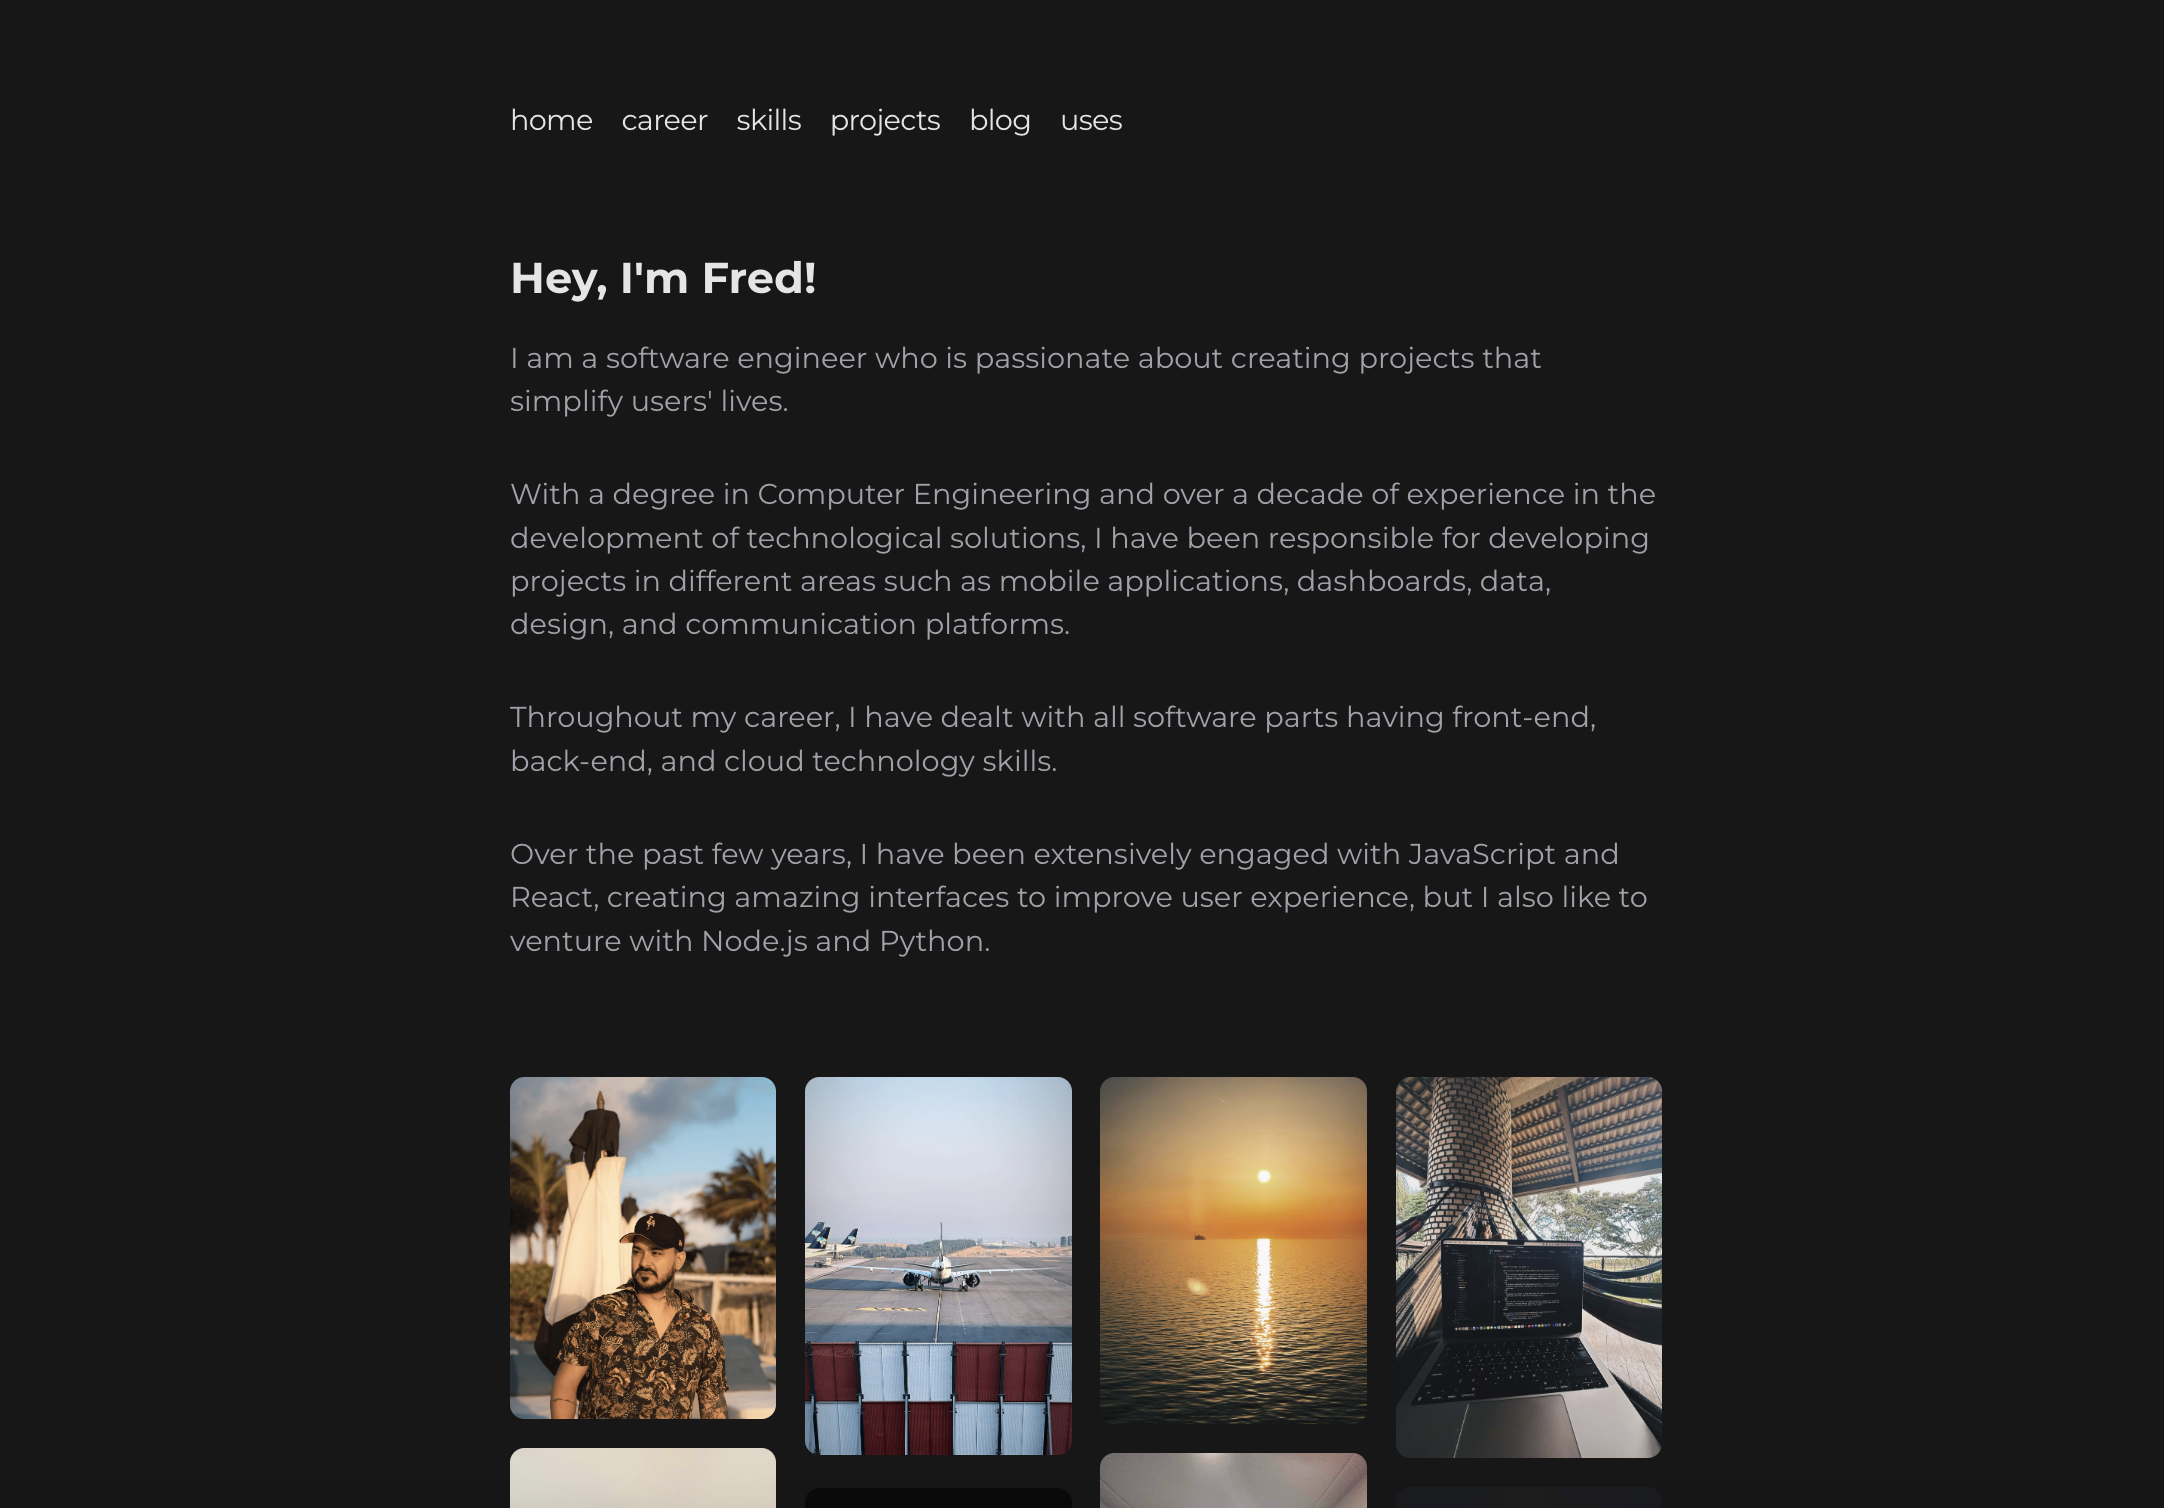 home career skills projects blog uses
Hey, I'm Fred!
I am a software engineer who is passionate about creating projects that
simplify users' lives.
With a degree in Computer Engineering and over a decade of experience in the
development of technological solutions, I have been responsible for developing
projects in different areas such as mobile applications, dashboards, data,
design, and communication platforms.
Throughout my career, I have dealt with all software parts having front-end,
back-end, and cloud technology skills.
Over the past few years, I have been extensively engaged with JavaScript and
React, creating amazing interfaces to improve user experience, but I also like to
venture with Node.js and Python.